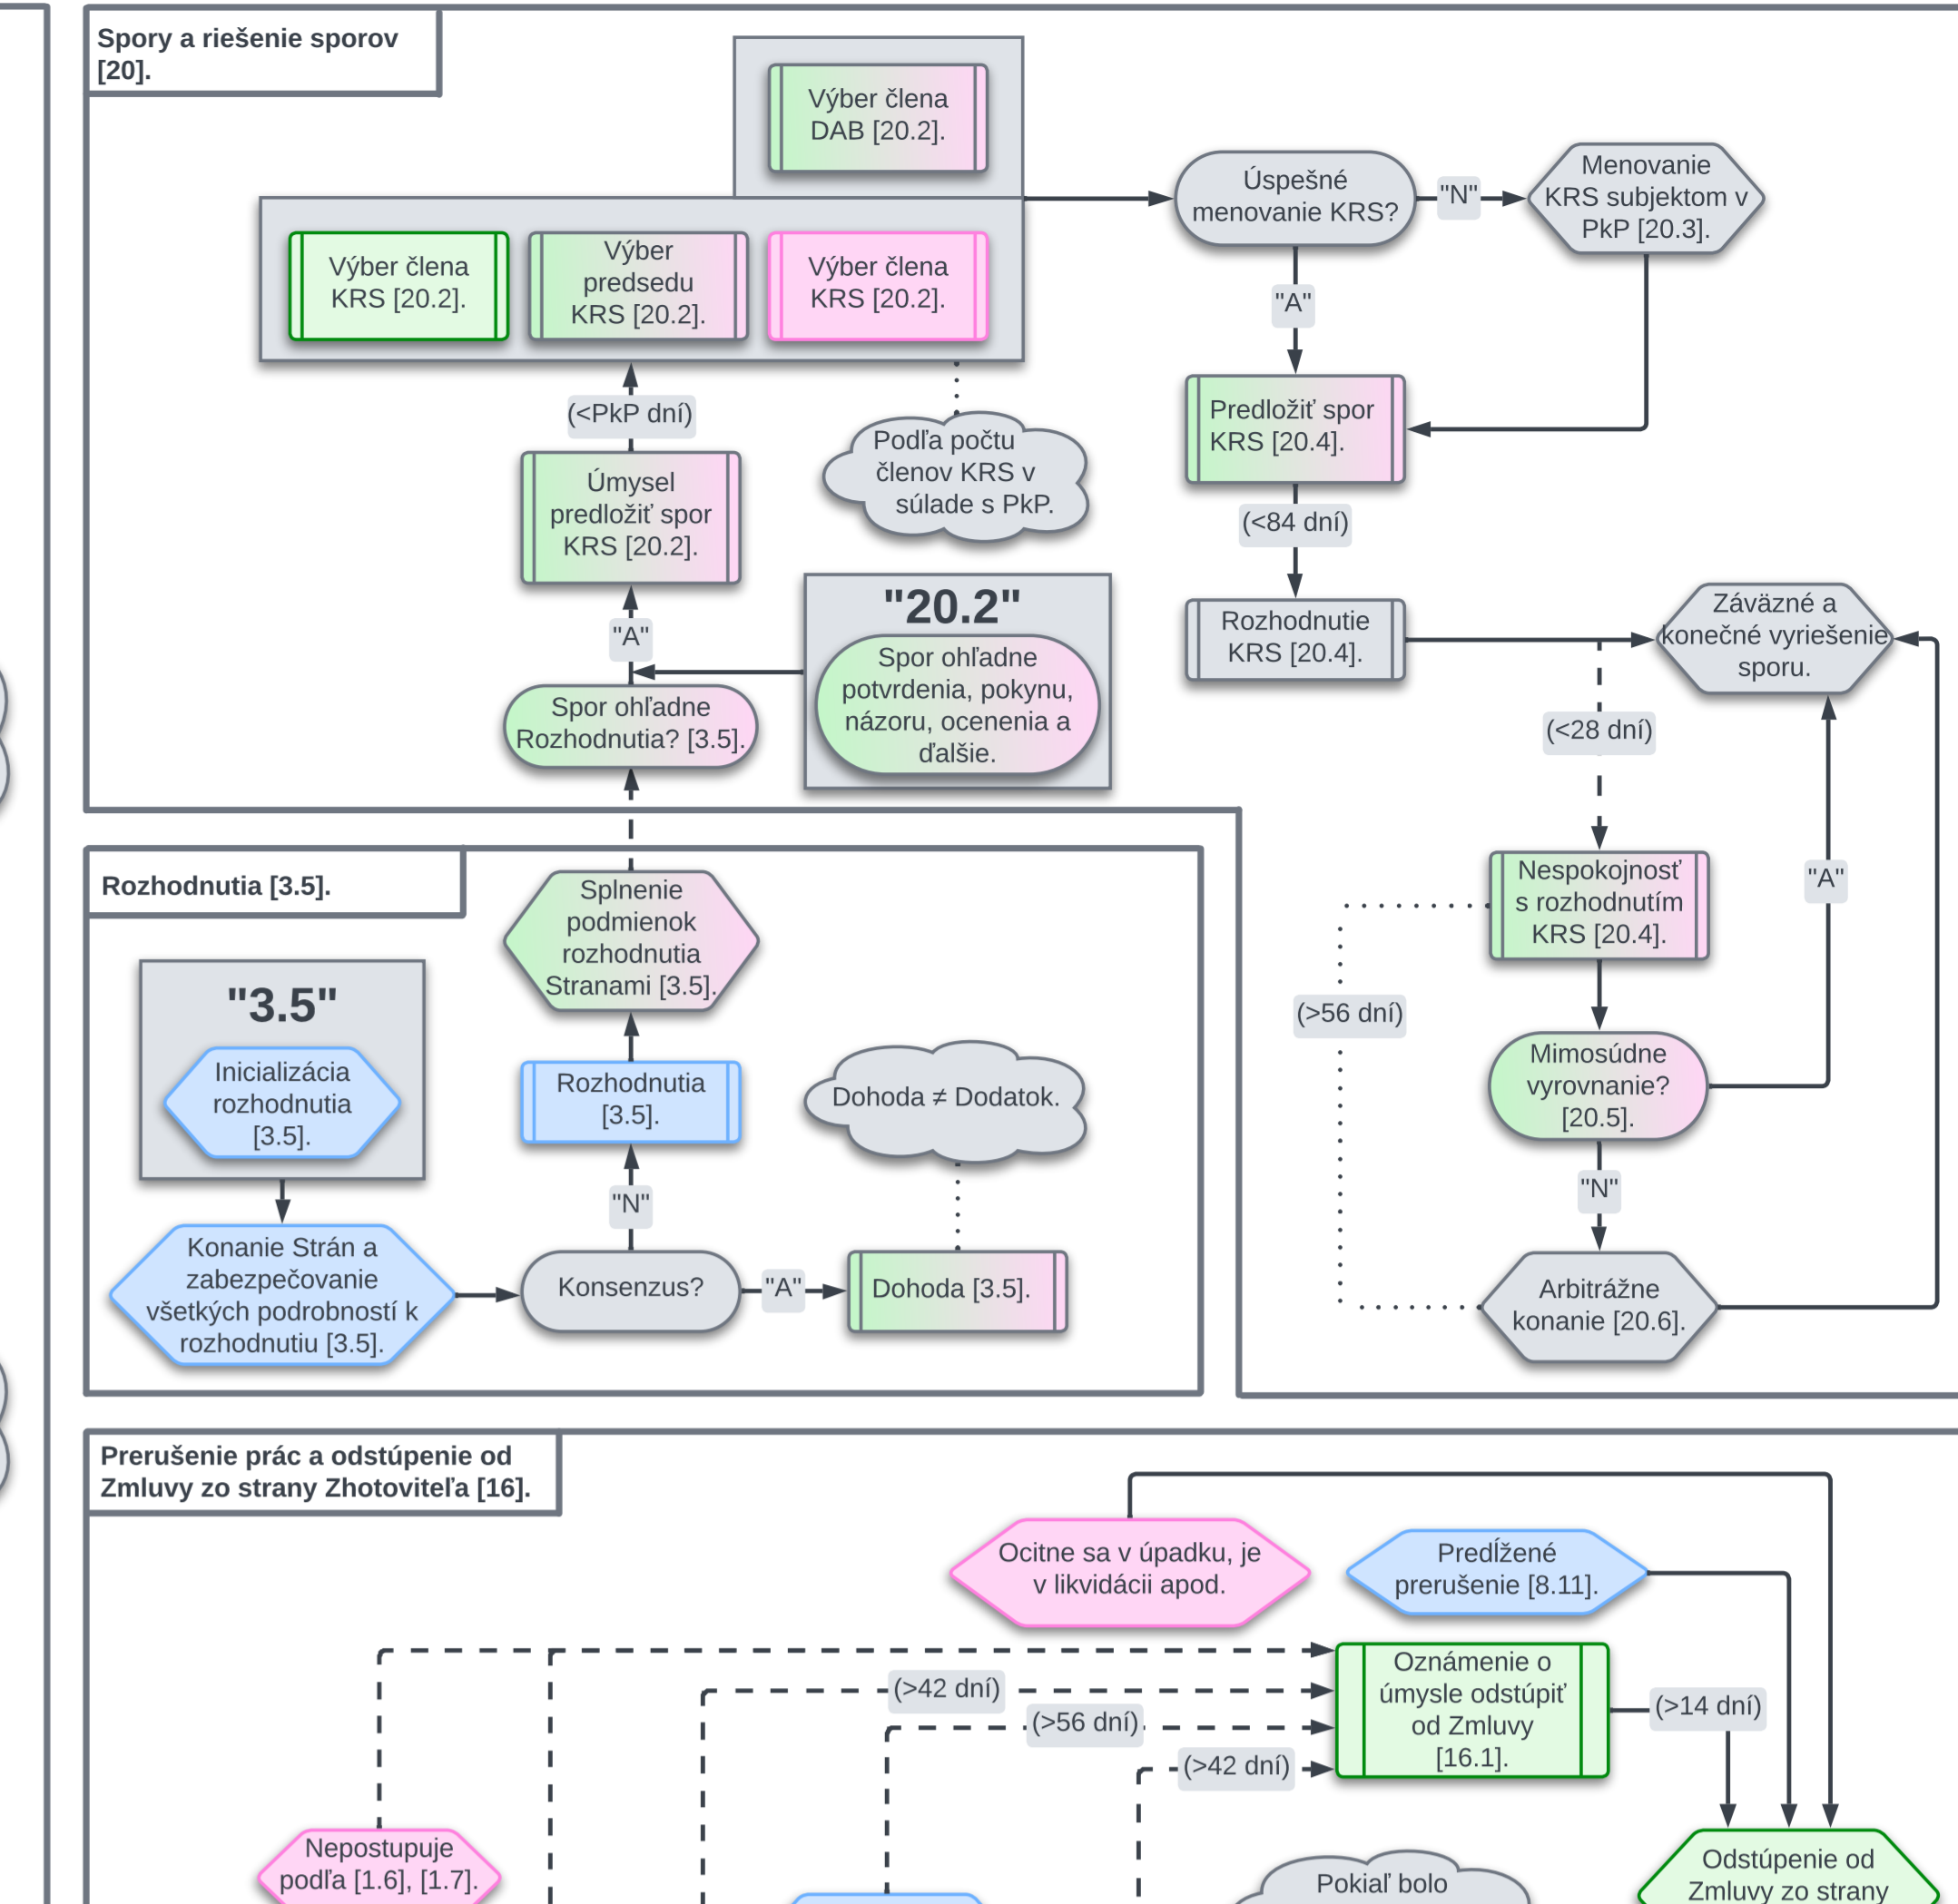 Spory a riešenie sporov
[20].
Výber člena
DAB [20.2].
Výber člena
KRS [20.2].
Výber
predsedu
KRS [20.2].
Výber člena
KRS [20.2].
Úspešné
menovanie KRS?
"N"
Menovanie
KRS subjektom v
PkP [20.3].
"A"
(<PkP dní)
Podľa počtu
členov KRS v
súlade s PkP.
Predložiť spor
KRS [20.4].
Úmysel
predložiť spor
KRS [20.2].
(<84 dní)
"A"
"20.2"
Spor ohľadne
potvrdenia, pokynu,
názoru, ocenenia a
ďalšie.
Spor ohľadne
Rozhodnutia? [3.5].
Rozhodnutie
KRS [20.4].
Záväzné a
konečné vyriešenie
sporu.
(<28 dní)
Nespokojnosť
s rozhodnutím
KRS [20.4].
"A"
(>56 dní)
Mimosúdne
vyrovnanie?
[20.5].
"N"
Arbitrážne
konanie [20.6].
Rozhodnutia [3.5].
Splnenie
podmienok
rozhodnutia
Stranami [3.5].
"3.5"
Inicializácia
rozhodnutia
[3.5].
Rozhodnutia
[3.5].
Dohoda ≠ Dodatok.
"N"
Konanie Strán a
zabezpečovanie
všetkých podrobností k
rozhodnutiu [3.5].
Konsenzus?
"A"
Dohoda [3.5].
Prerušenie prác a odstúpenie od
Zmluvy zo strany Zhotoviteľa [16].
Ocitne sa v úpadku, je
v likvidácii apod.
Predĺžené
prerušenie [8.11].
Oznámenie o
úmysle odstúpiť
od Zmluvy
[16.1].
(>42 dní)
(>56 dní)
(>42 dní)
(>14 dní)
Nepostupuje
podľa [1.6], [1.7].
Pokiaľ bolo
Odstúpenie od
Zmluvy zo strany